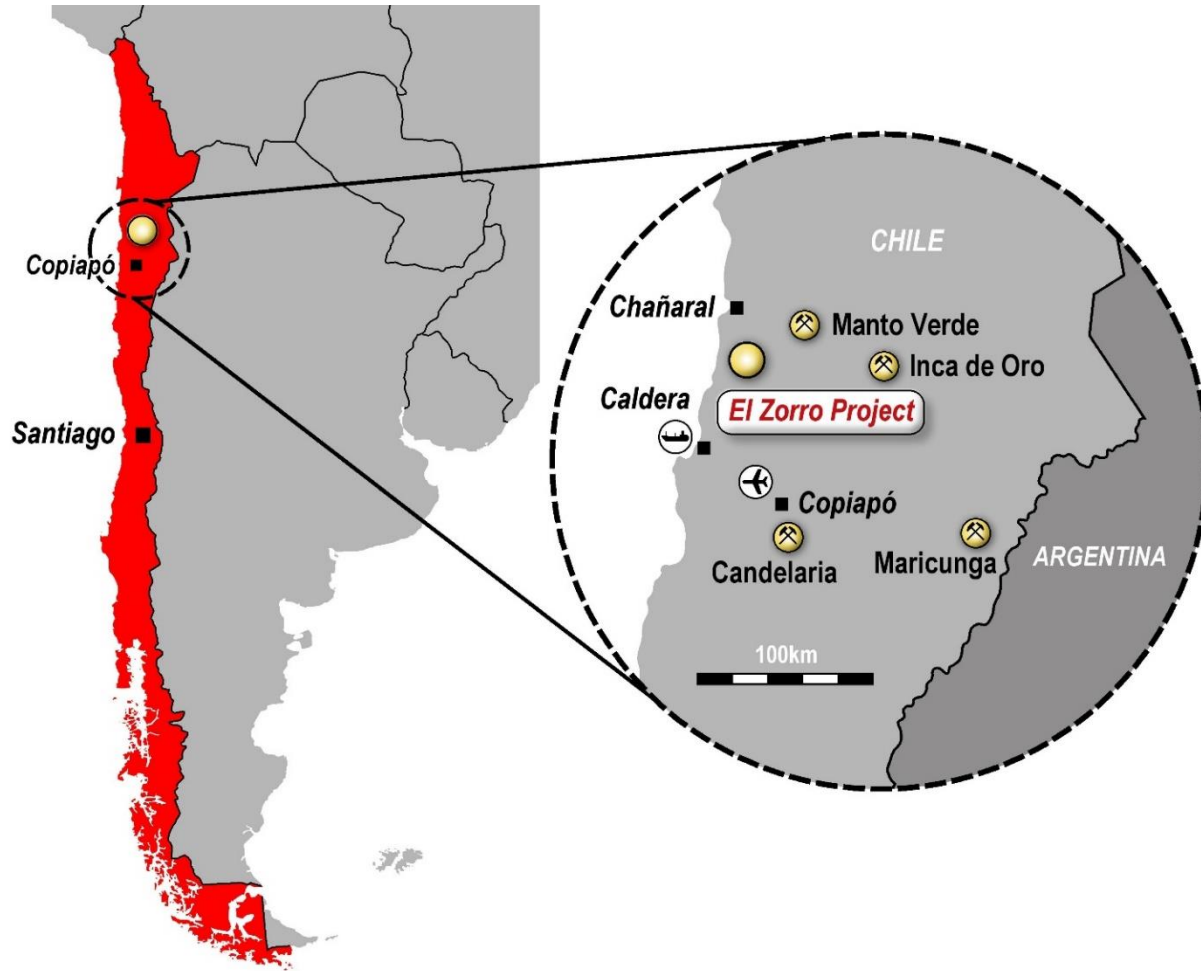 Copiapó
Santiago
CHILE
Chañaral
Manto Verde
Inca de Oro
El Zorro Project
Caldera
Copiapó
Candelaria
Maricunga
ARGENTINA
100km